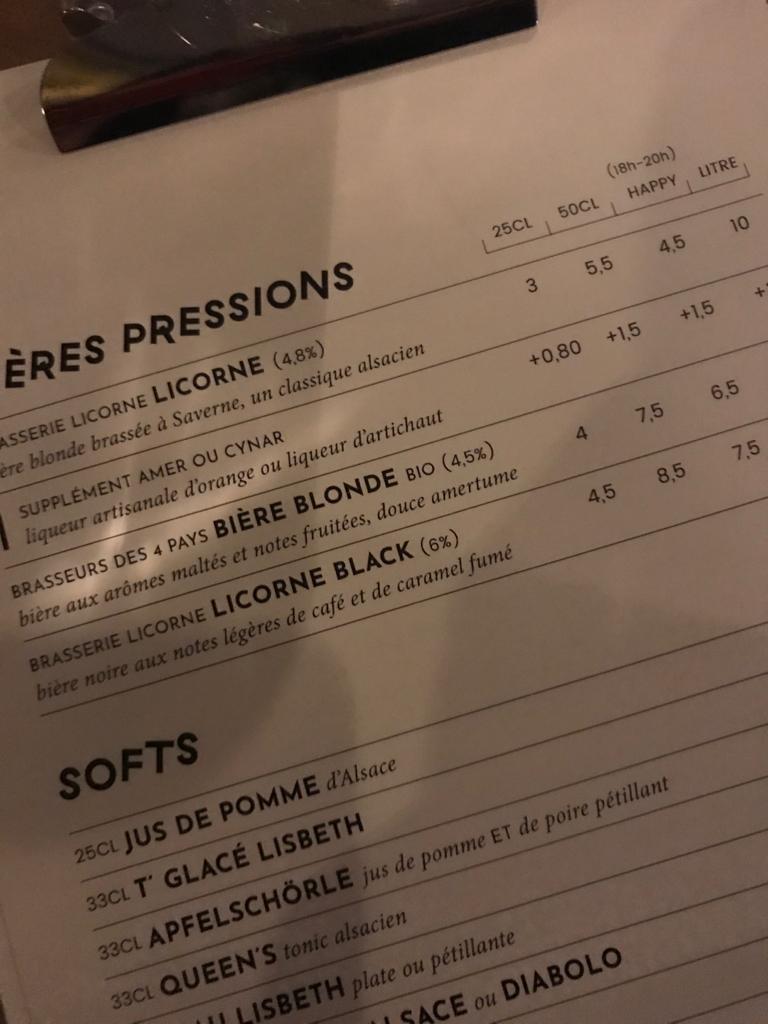 (18h-20h)
25CL 50CL HAPPY LITRE
ÈRES PRESSIONS
ASSERIE LICORNE LICORNE (4,8%) 3 5,5 4,5 10
ère blonde brassée à Saverne, un classique alsacien
SUPPLÉMENT AMER OU CYNAR +0,80 +1,5 +1,5
liqueur artisanale d'orange ou liqueur d'artichaut
BRASSEURS DES 4 PAYS BIÈRE BLONDE BIO (4,5%) 4 7,5 6,5
bière aux arômes maltés et notes fruitées, douce amertume
BRASSERIE LICORNE LICORNE BLACK (6%) 4,5 8,5 7,5
bière noire aux notes légères de café et de caramel fumé
SOFTS
25CL JUS DE POMME d'Alsace
33CL T' GLACÉ LISBETH
33CL APFELSCHÖRLE jus de pomme ET de poire pétillant
33CL QUEEN'S tonic alsacien
LISBETH plate ou pétillante
LSACE ou DIABOLO